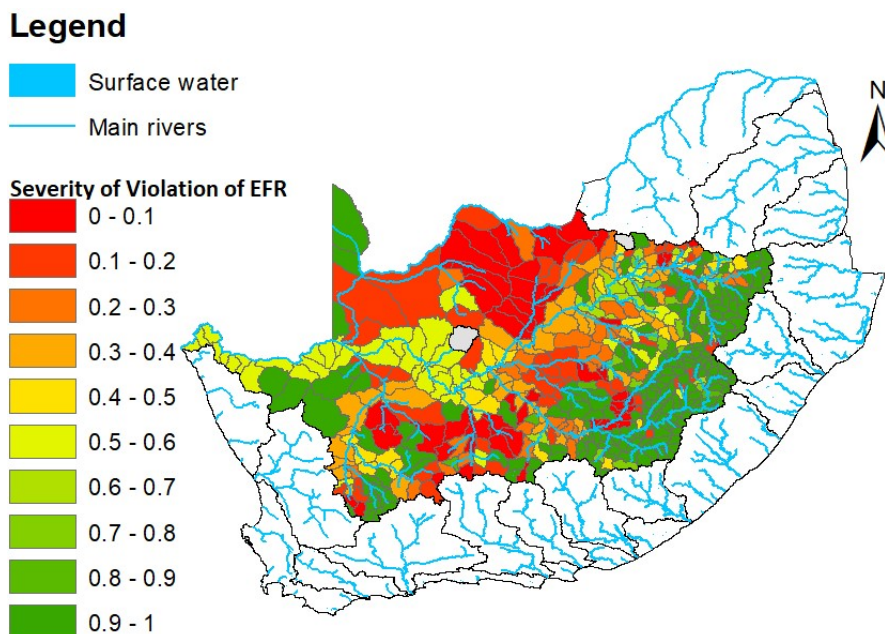 Legend
Surface water
Main rivers
Severity of Violation of EFR
0 - 0.1
0.1 - 0.2
0.2 - 0.3
0.3 - 0.4
0.4 - 0.5
0.5 - 0.6
0.6 - 0.7
0.7 - 0.8
0.8 - 0.9
0.9 - 1
N